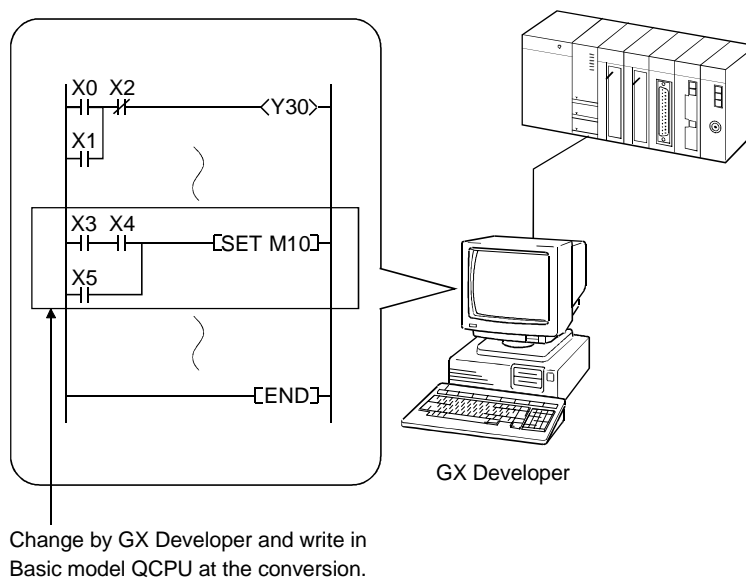 X0 X2
Y30
X1
X3 X4
SET M10
X5
END
GX Developer
Change by GX Developer and write in
Basic model QCPU at the conversion.